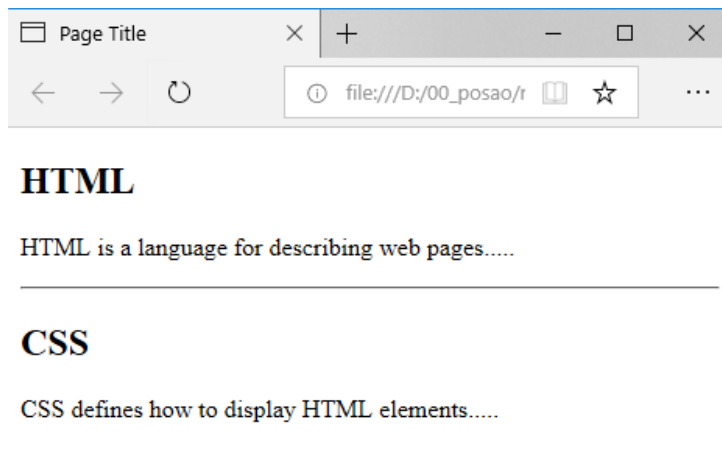 Page Title
file:///D:/00_posao/r
HTML
HTML is a language for describing web pages.....
CSS
CSS defines how to display HTML elements.....